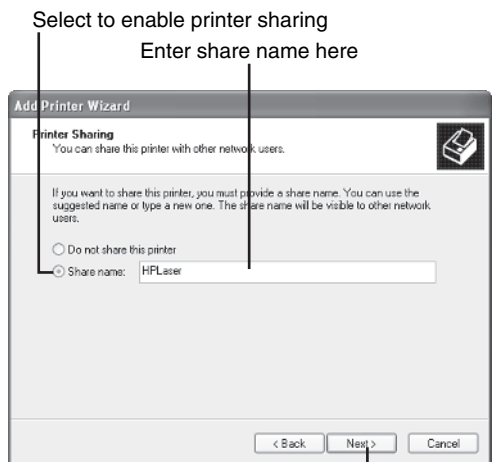 Select to enable printer sharing
Enter share name here
Add Printer Wizard
Printer Sharing
You can share this printer with other network users.
If you want to share this printer, you must provide a share name. You can use the
suggested name or type a new one. The share name will be visible to other network
users.
Do not share this printer
Share name: HPLaser
< Back Next > Cancel